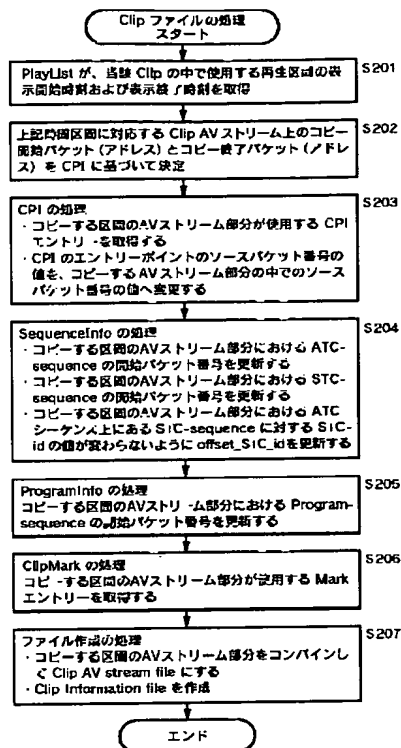 Clip ファイルの処理
スタート
S201
PlayList が、当該 Clip の中で使用する再生区間の表
示開始時刻および表示終了時刻を取得
S202
上記時間区間に対応する Clip AV ストリーム上のコピー
開始パケット(アドレス)とコピー終了パケット(アドレ
ス)を CPI に基づいて決定
S203
CPI の処理
・コピーする区間のAVストリーム部分が使用する CPI
エントリーを取得する
・CPI のエントリーポイントのソースパケット番号の
値を、コピーするAVストリーム部分の中でのソース
パケット番号の値へ変更する
S204
SequenceInfo の処理
・コピーする区間のAVストリーム部分における ATC-
sequence の開始パケット番号を更新する
・コピーする区間のAVストリーム部分における STC-
sequence の開始パケット番号を更新する
・コピーする区間のAVストリーム部分における ATC
シーケンス上にある STC-sequence に対する STC-
id の値が変わらないように offset_STC_idを更新する
S205
ProgramInfo の処理
コピーする区間のAVストリーム部分における Program-
sequence の開始パケット番号を更新する
S206
ClipMark の処理
コピーする区間のAVストリーム部分が使用する Mark
エントリーを取得する
S207
ファイル作成の処理
・コピーする区間のAVストリーム部分をコンバインし
て Clip AV stream file にする
・Clip Information file を作成
エンド